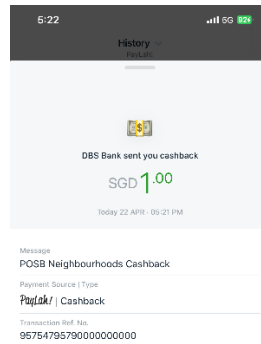 5:22
5G 92
History
PayLah!
DBS Bank sent you cashback
SGD 1.00
Today 22 APR · 05:21 PM
Message
POSB Neighbourhoods Cashback
Payment Source | Type
PayLah! | Cashback
Transaction Ref. No.
95754795790000000000